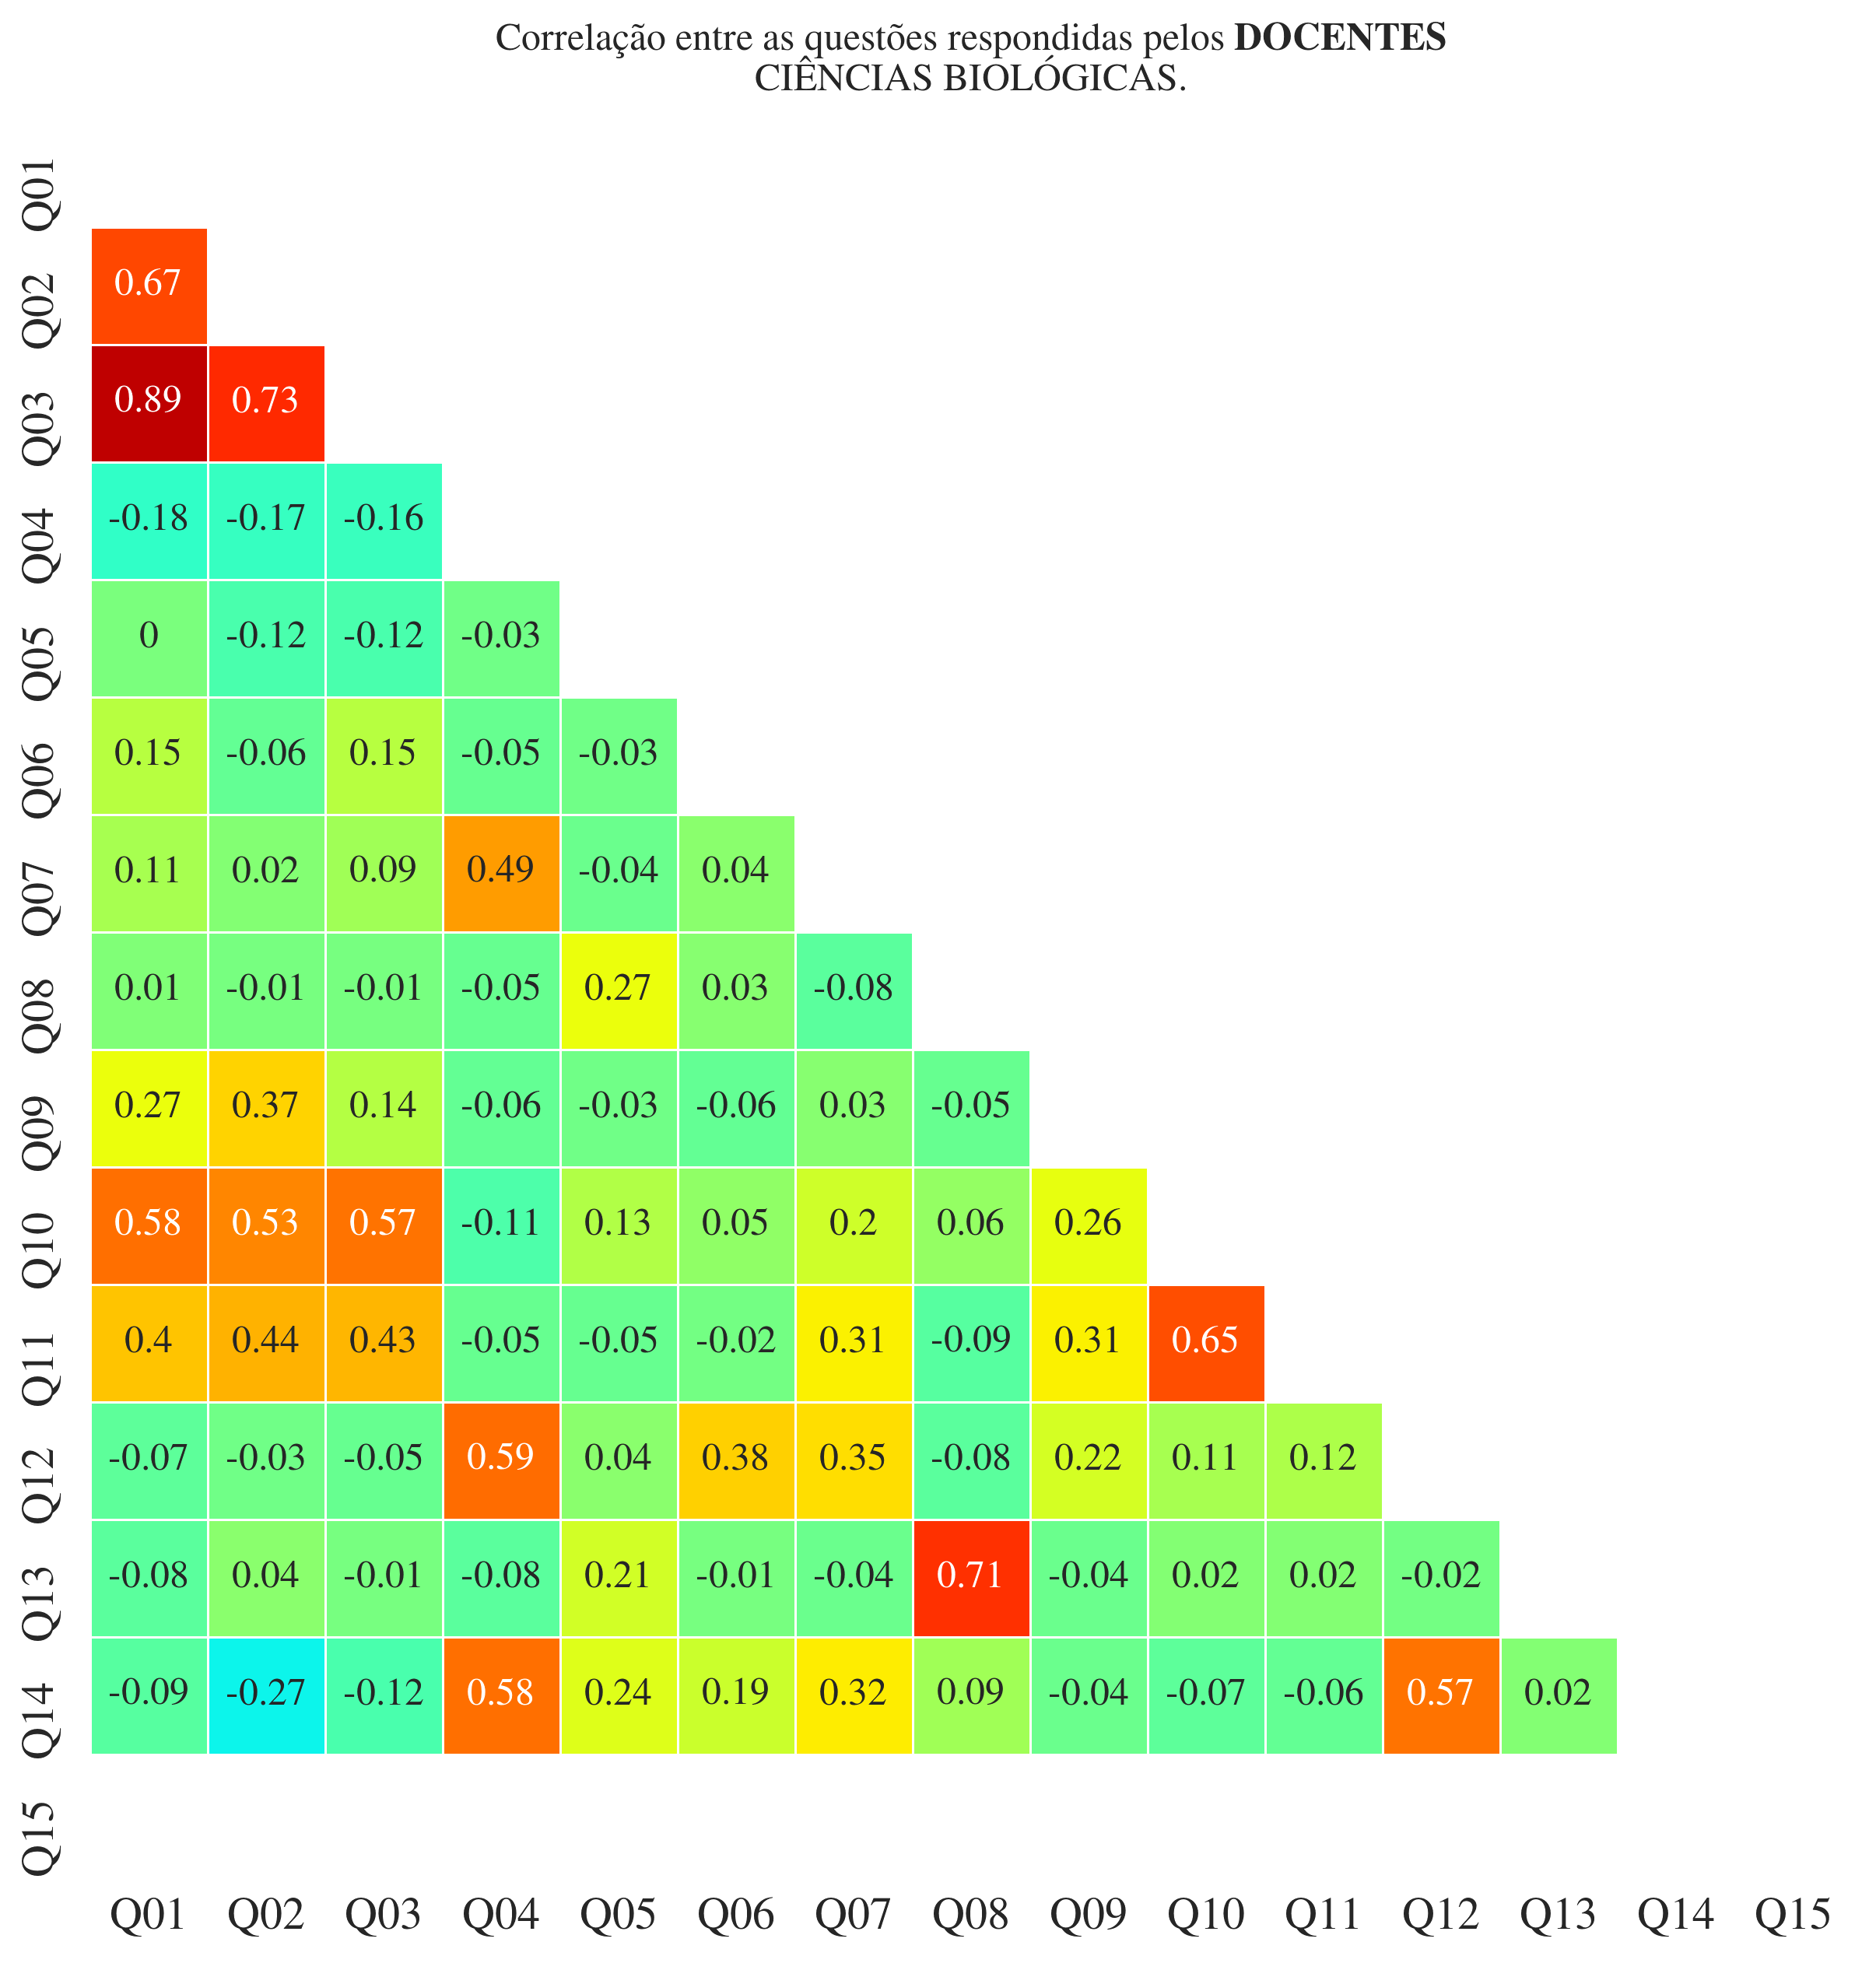 Correlação entre as questões respondidas pelos DOCENTES
CIÊNCIAS BIOLÓGICAS.
Q01
Q02 0.67
Q03 0.89 0.73
Q04 -0.18 -0.17 -0.16
Q05 0 -0.12 -0.12 -0.03
Q06 0.15 -0.06 0.15 -0.05 -0.03
Q07 0.11 0.02 0.09 0.49 -0.04 0.04
Q08 0.01 -0.01 -0.01 -0.05 0.27 0.03 -0.08
Q09 0.27 0.37 0.14 -0.06 -0.03 -0.06 0.03 -0.05
Q10 0.58 0.53 0.57 -0.11 0.13 0.05 0.2 0.06 0.26
Q11 0.4 0.44 0.43 -0.05 -0.05 -0.02 0.31 -0.09 0.31 0.65
Q12 -0.07 -0.03 -0.05 0.59 0.04 0.38 0.35 -0.08 0.22 0.11 0.12
Q13 -0.08 0.04 -0.01 -0.08 0.21 -0.01 -0.04 0.71 -0.04 0.02 0.02 -0.02
Q14 -0.09 -0.27 -0.12 0.58 0.24 0.19 0.32 0.09 -0.04 -0.07 -0.06 0.57 0.02
Q15
Q01 Q02 Q03 Q04 Q05 Q06 Q07 Q08 Q09 Q10 Q11 Q12 Q13 Q14 Q15